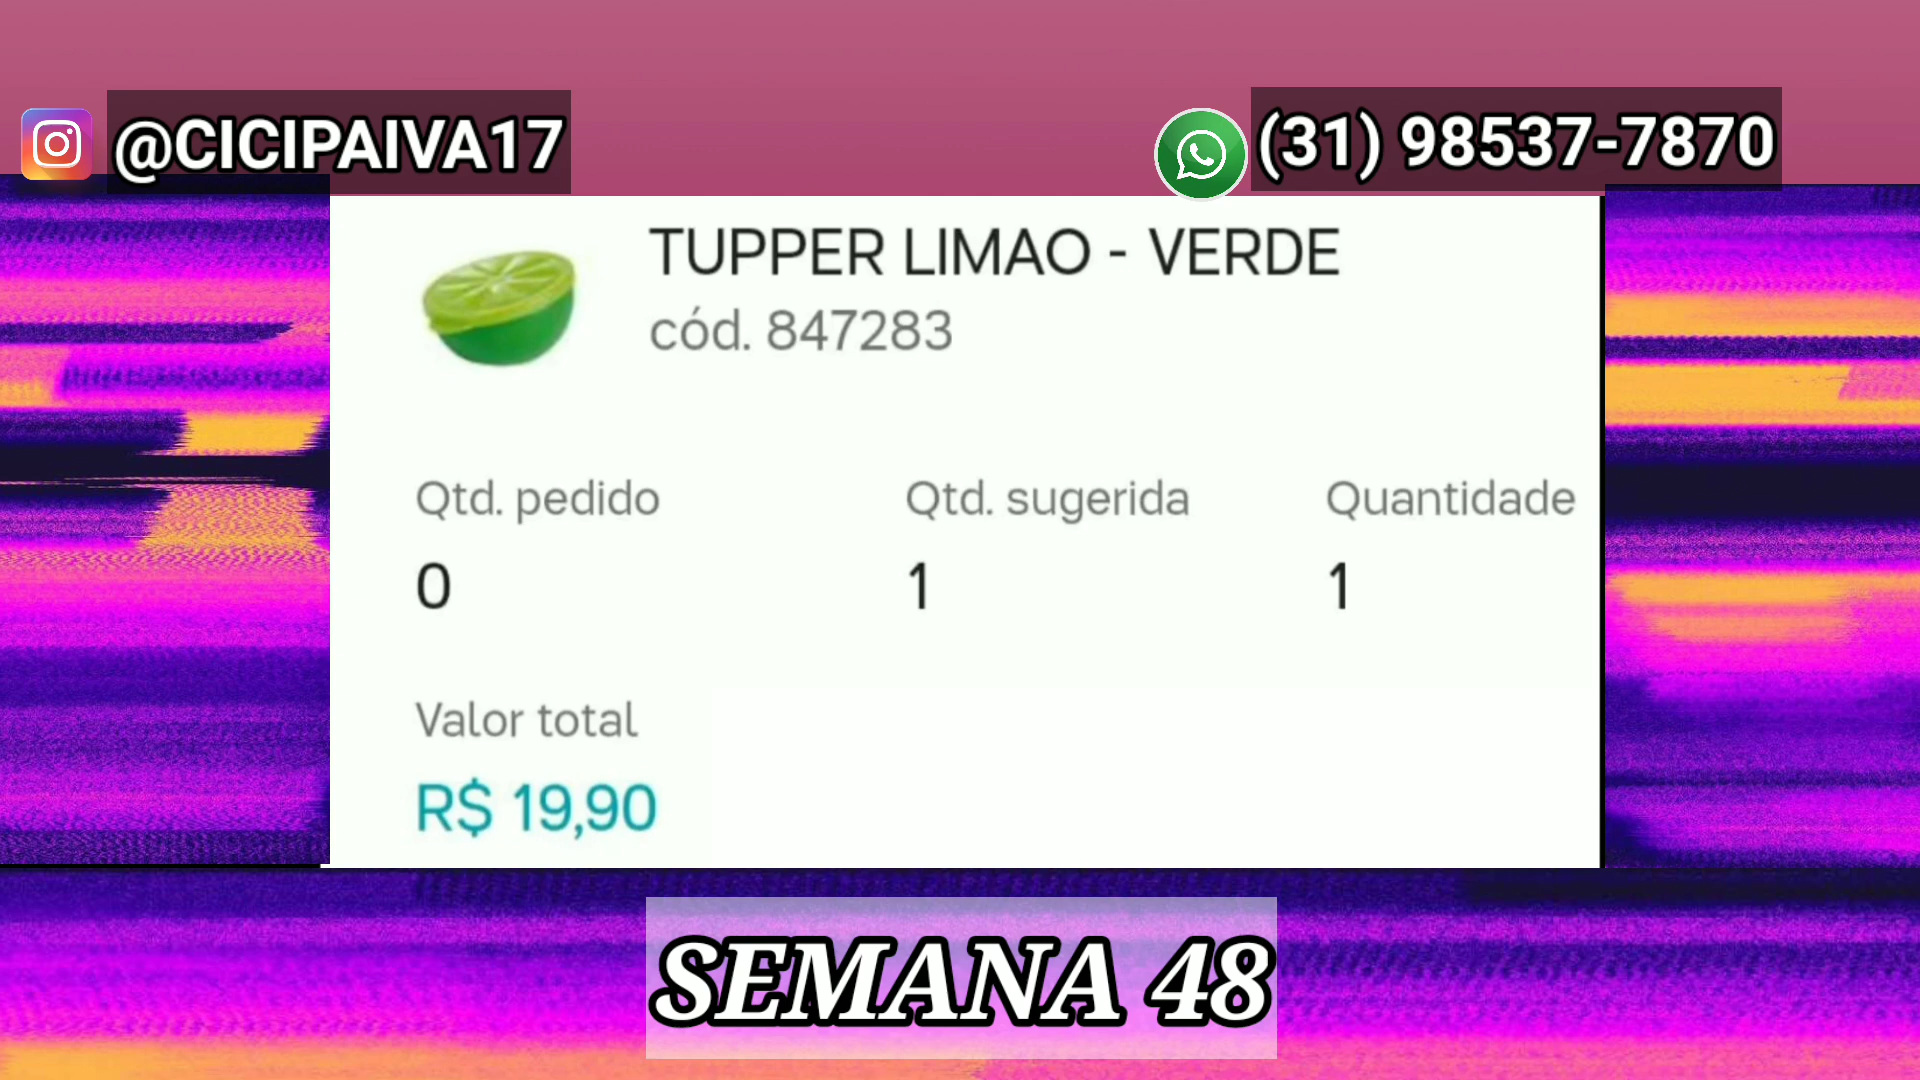 @CICIPAIVA17
(31) 98537-7870
TUPPER LIMAO - VERDE
cód. 847283
Qtd. pedido Qtd. sugerida Quantidade
0 1 1
Valor total
R$ 19,90
SEMANA 48